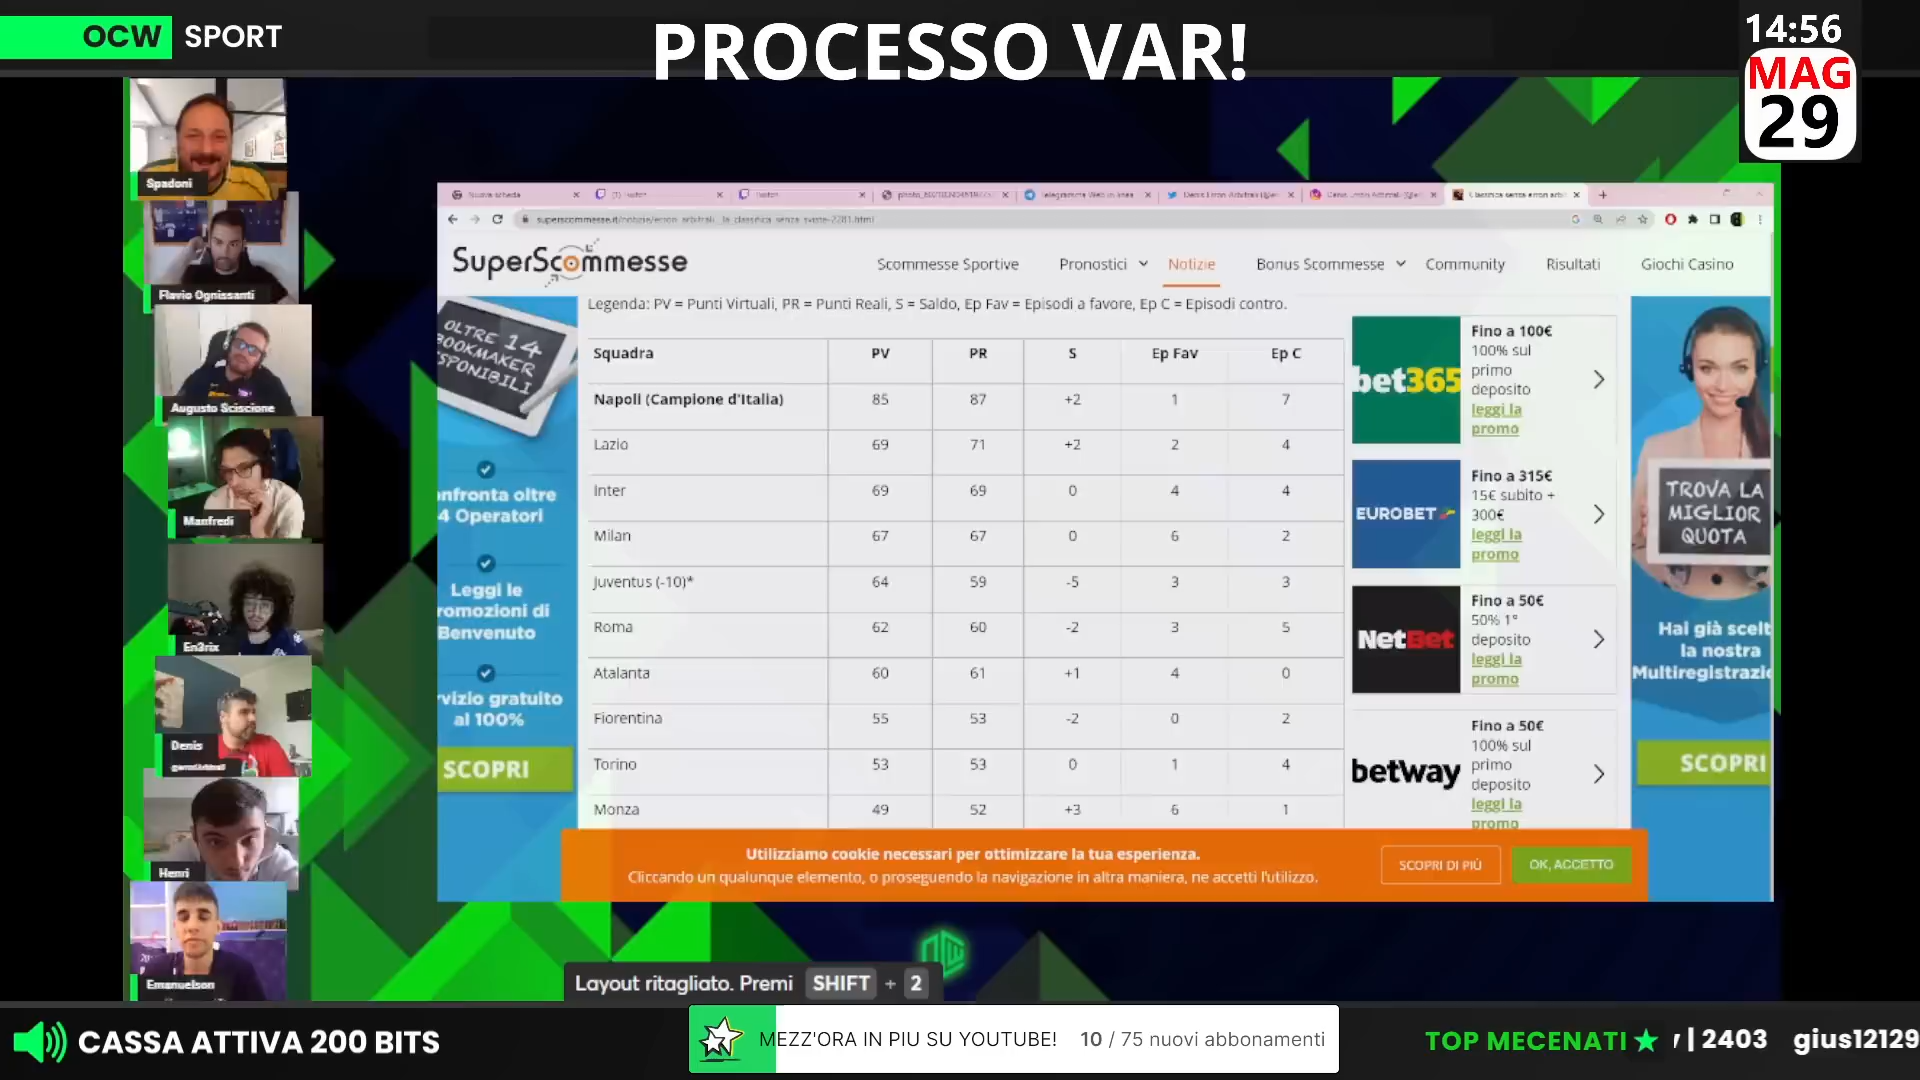 OCW SPORT
PROCESSO VAR!
14:56
MAG
29
Spadoni
Flavio Ognissanti
Augusto Sciscione
Manfredi
En3rix
Denis
Henri
Emanuelson
SuperScommesse
Scommesse Sportive Pronostici Notizie Bonus Scommesse Community Risultati Giochi Casino
Legenda: PV = Punti Virtuali, PR = Punti Reali, S = Saldo, Ep Fav = Episodi a favore, Ep C = Episodi contro.
Squadra PV PR S Ep Fav Ep C
Napoli (Campione d'Italia) 85 87 +2 1 7
Lazio 69 71 +2 2 4
Inter 69 69 0 4 4
Milan 67 67 0 6 2
Juventus (-10)* 64 59 -5 3 3
Roma 62 60 -2 3 5
Atalanta 60 61 +1 4 0
Fiorentina 55 53 -2 0 2
Torino 53 53 0 1 4
Monza 49 52 +3 6 1
OLTRE 14
BOOKMAKER
SPONIBILI
nfronta oltre
4 Operatori
Leggi le
romozioni di
Benvenuto
rvizio gratuito
al 100%
SCOPRI
bet365
Fino a 100€
100% sul
primo
deposito
leggi la
promo
EUROBET
Fino a 315€
15€ subito +
300€
leggi la
promo
NetBet
Fino a 50€
50% 1°
deposito
leggi la
promo
betway
Fino a 50€
100% sul
primo
deposito
leggi la
promo
TROVA LA
MIGLIOR
QUOTA
Hai già scelt
la nostra
Multiregistrazi
SCOPRI
Utilizziamo cookie necessari per ottimizzare la tua esperienza.
Cliccando un qualunque elemento, o proseguendo la navigazione in altra maniera, ne accetti l'utilizzo.
SCOPRI DI PIÙ
OK, ACCETTO
Layout ritagliato. Premi SHIFT + 2
CASSA ATTIVA 200 BITS
MEZZ'ORA IN PIU SU YOUTUBE! 10 / 75 nuovi abbonamenti
TOP MECENATI | 2403 gius12129